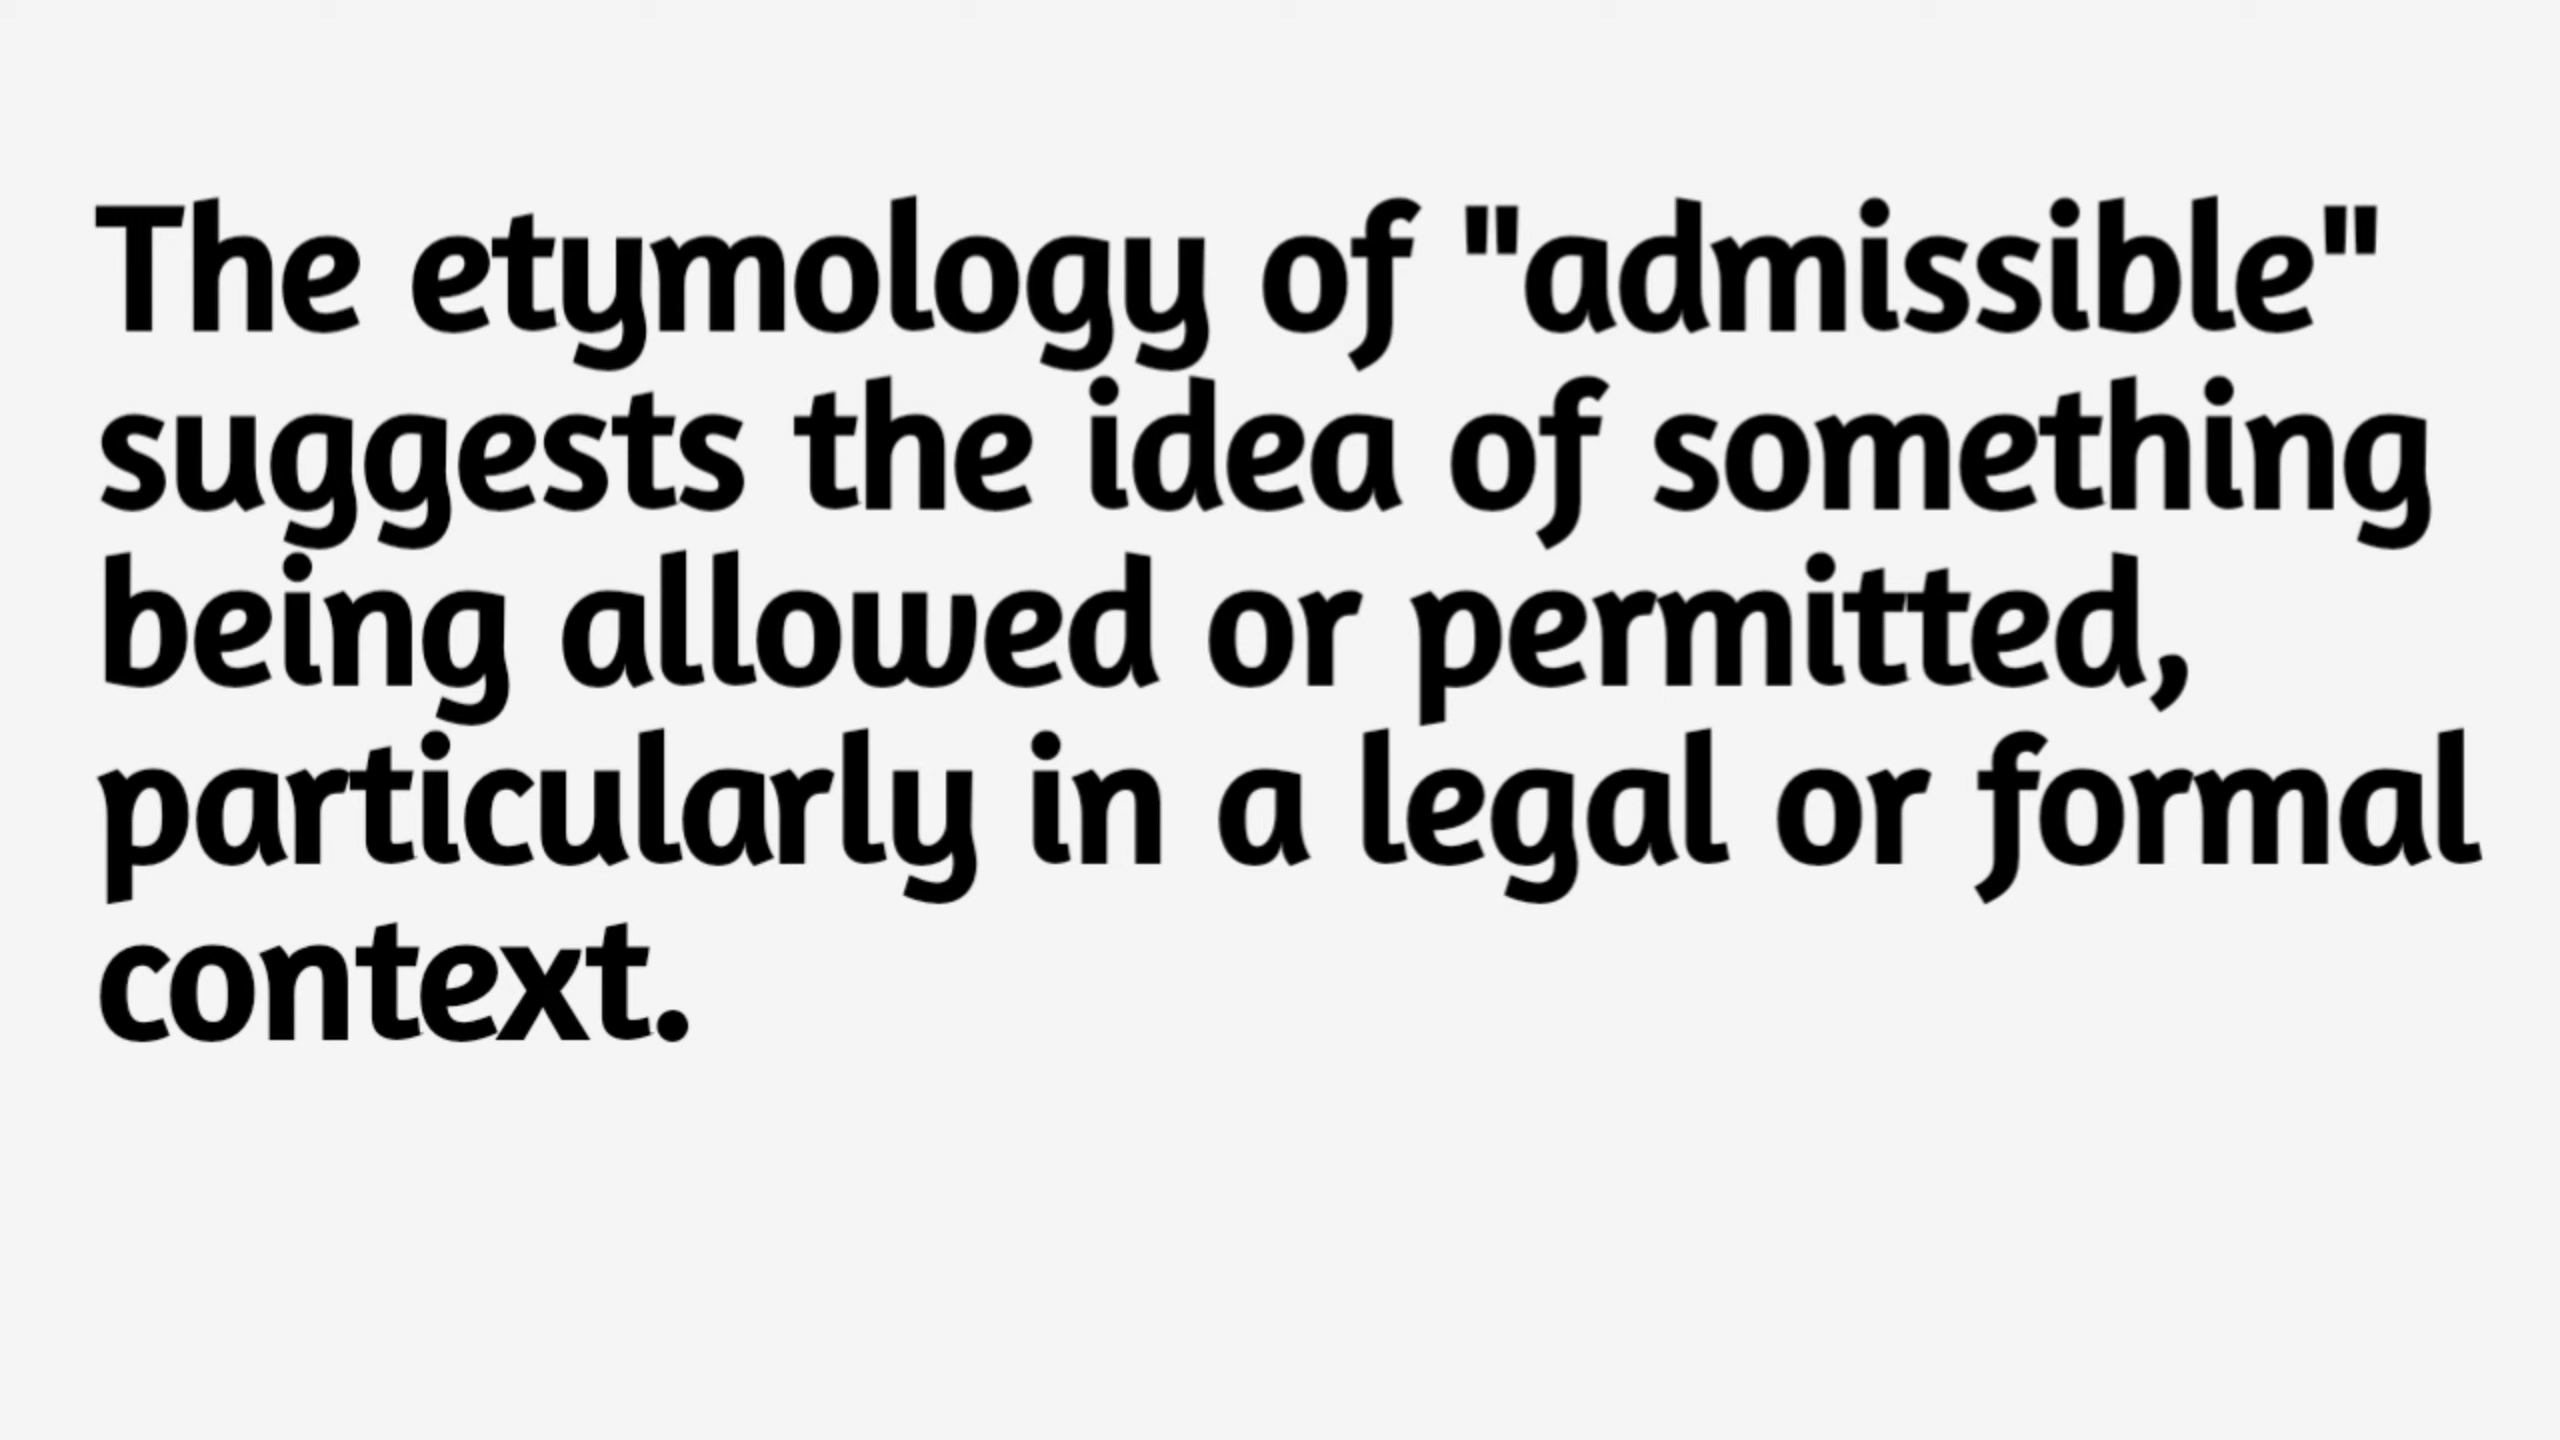 The etymology of "admissible"
suggests the idea of something
being allowed or permitted,
particularly in a legal or formal
context.